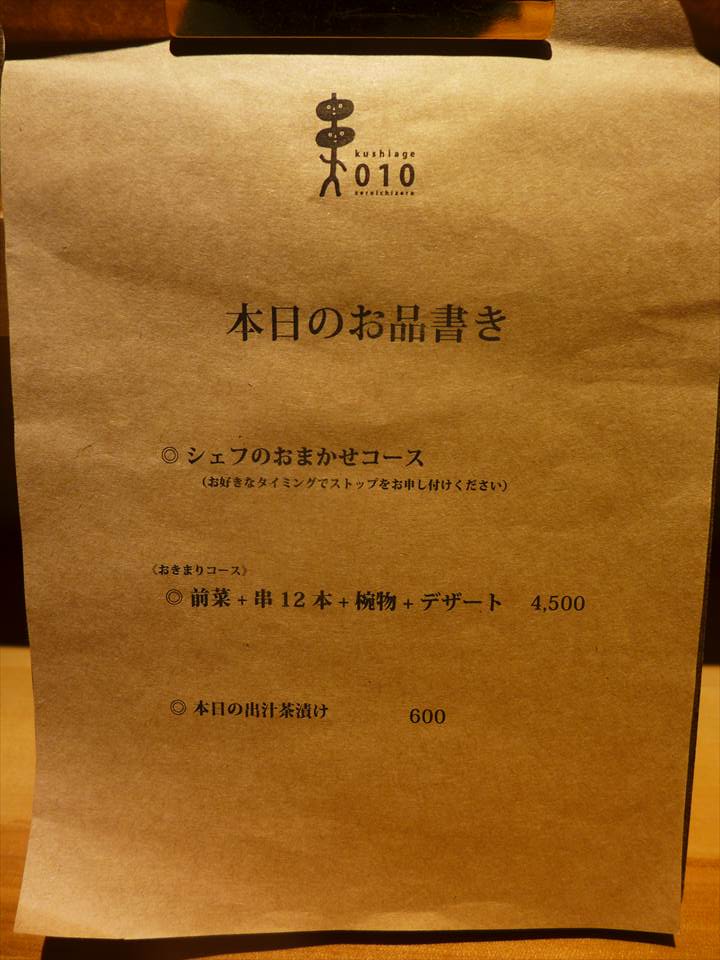 kushiage
010
zeroichizero
本日のお品書き
◎ シェフのおまかせコース
（お好きなタイミングでストップをお申し付けください）
《おきまりコース》
◎ 前菜 + 串 12 本 + 椀物 + デザート 4,500
◎ 本日の出汁茶漬け 600